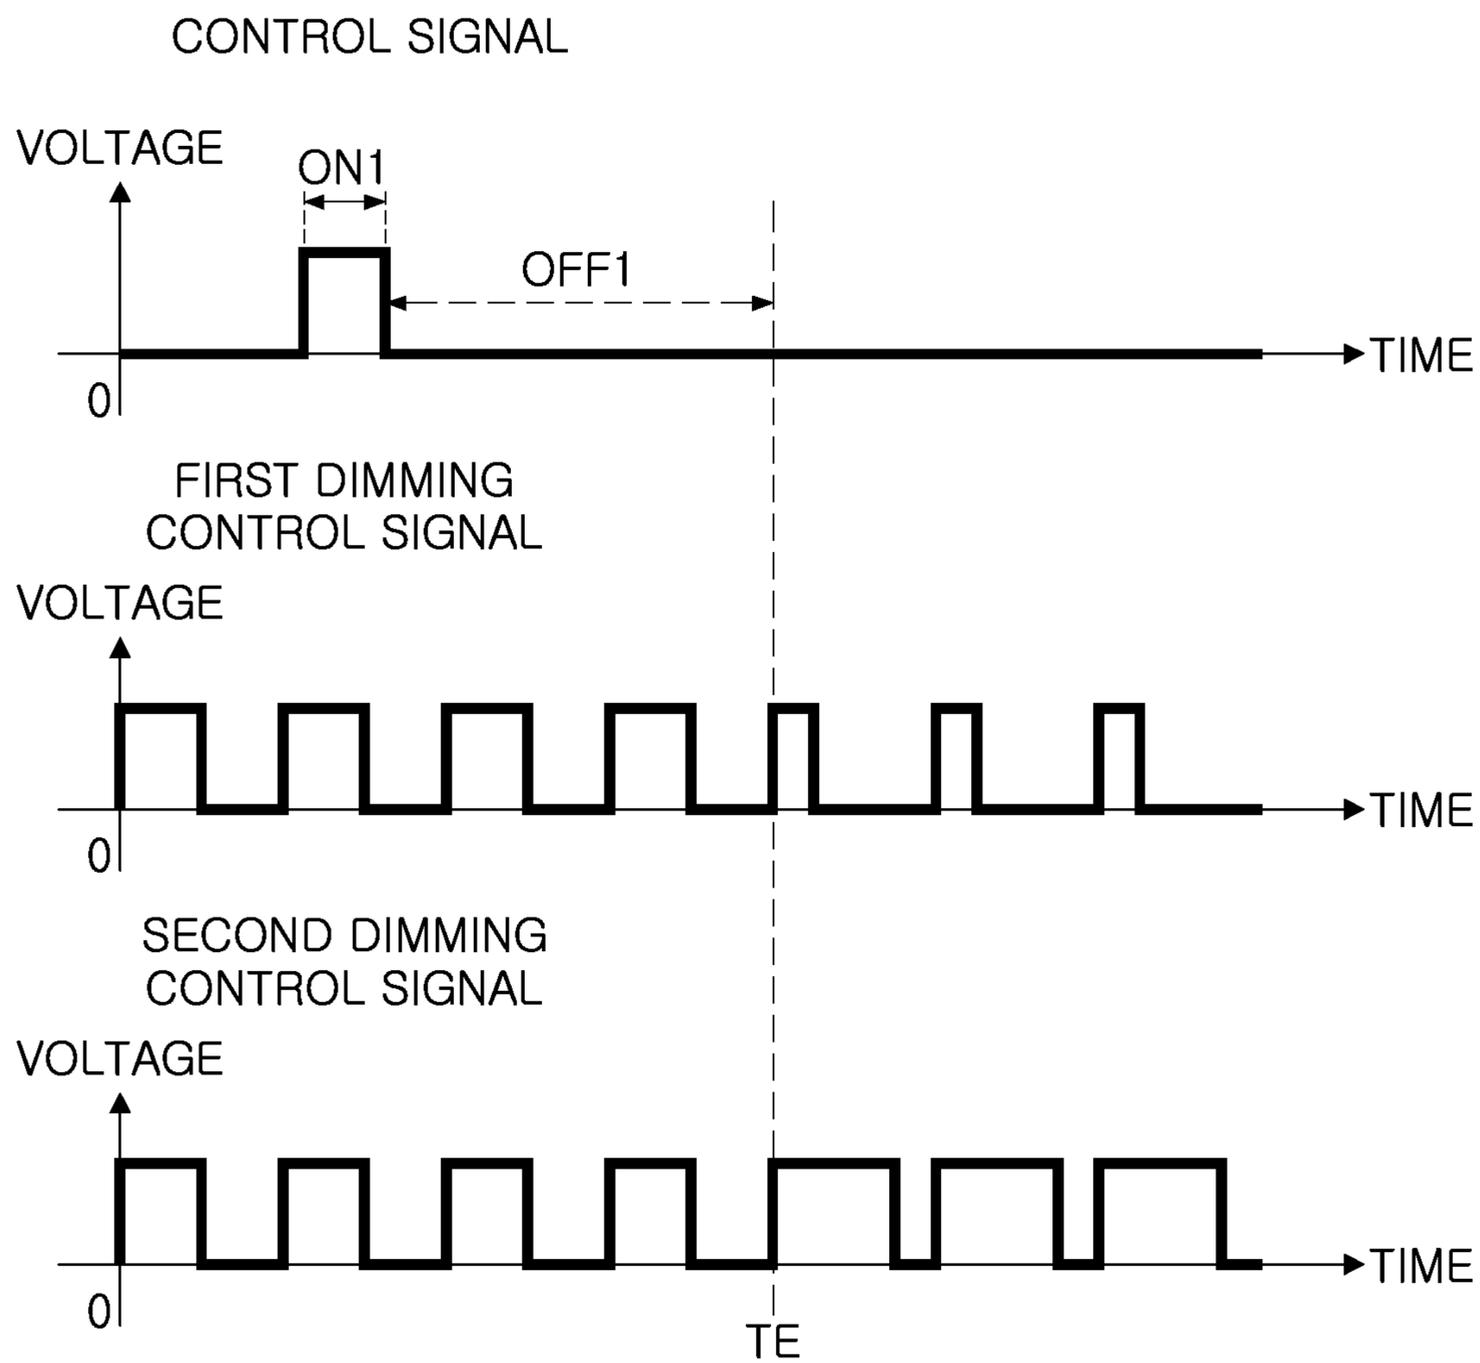 CONTROL SIGNAL
VOLTAGE
ON1
OFF1
TIME
0
FIRST DIMMING
CONTROL SIGNAL
VOLTAGE
TIME
0
SECOND DIMMING
CONTROL SIGNAL
VOLTAGE
TIME
0
TE